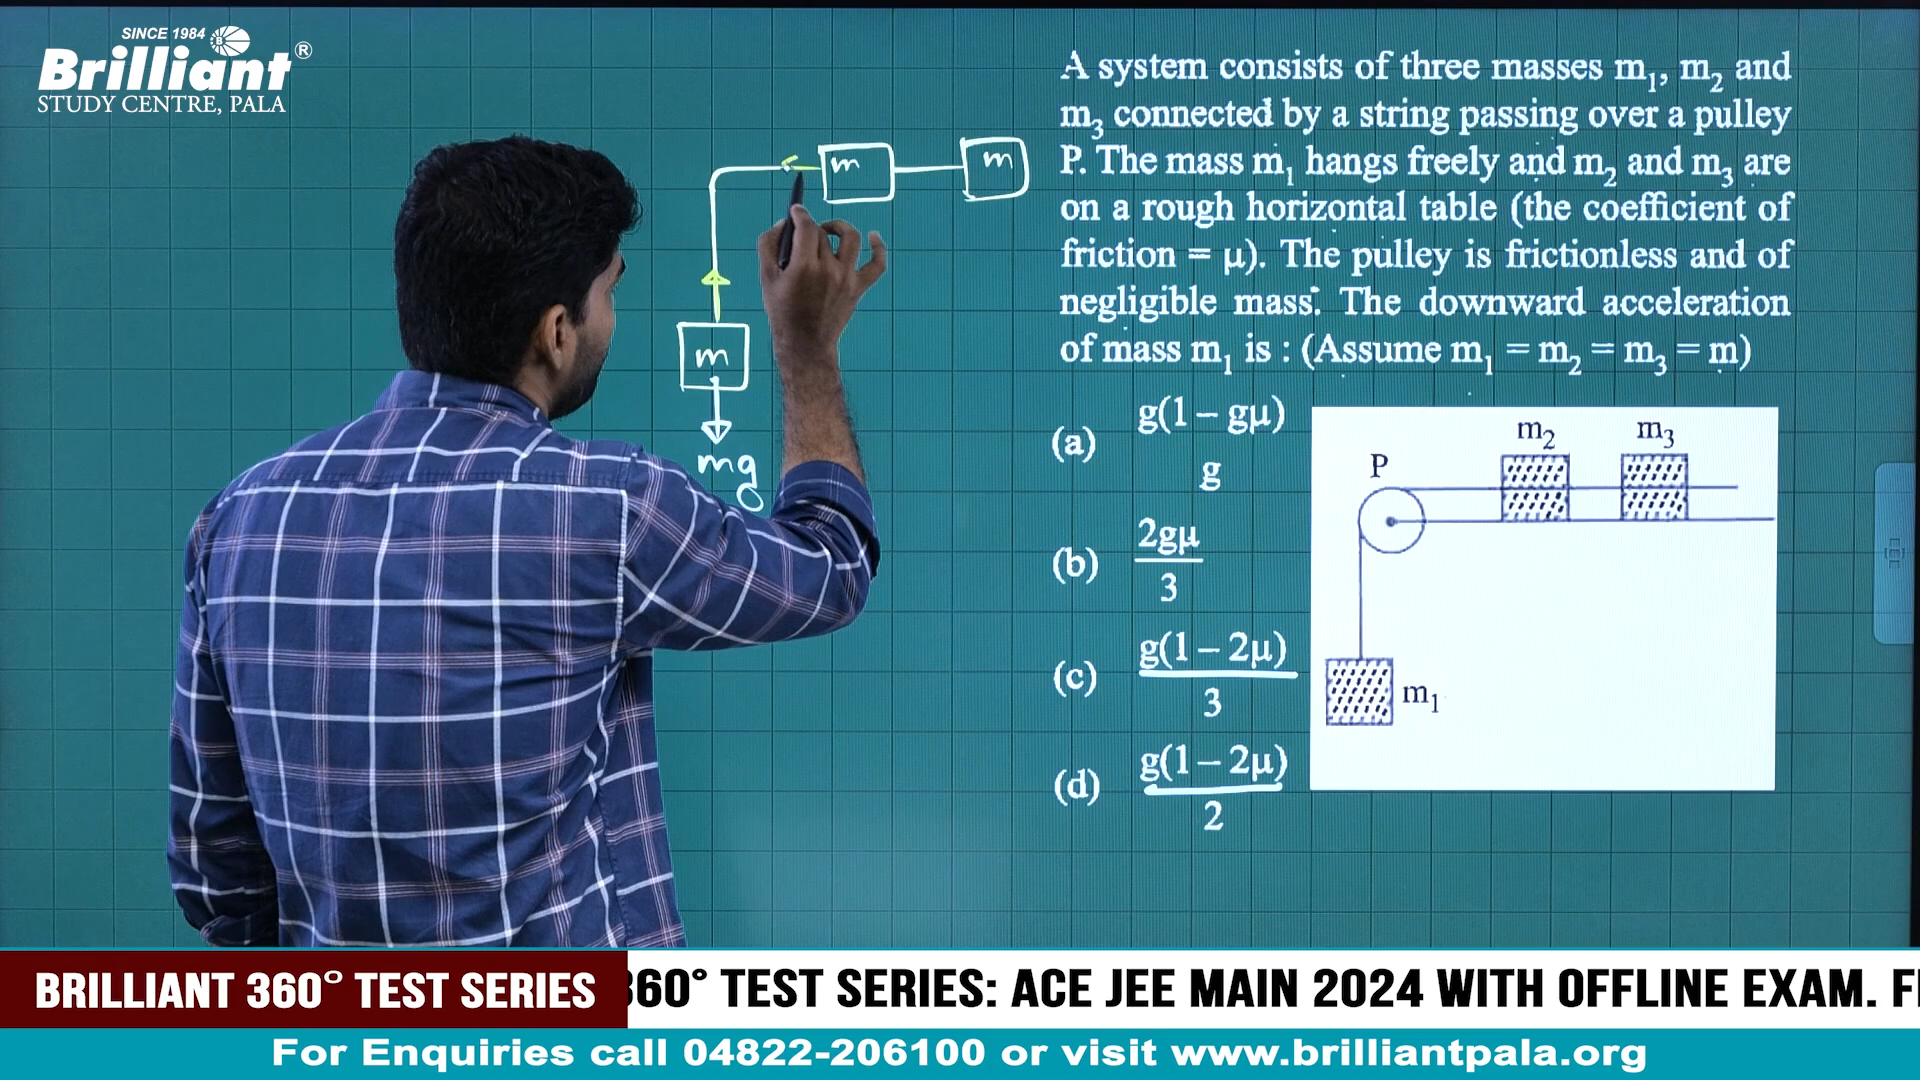 SINCE 1984
Brilliant®
STUDY CENTRE, PALA
A system consists of three masses m₁, m₂ and
m₃ connected by a string passing over a pulley
P. The mass m₁ hangs freely and m₂ and m₃ are
on a rough horizontal table (the coefficient of
friction = μ). The pulley is frictionless and of
negligible mass. The downward acceleration
of mass m₁ is : (Assume m₁ = m₂ = m₃ = m)
(a) g(1 – gμ)
g
(b) 2gμ
3
(c) g(1 – 2μ)
3
(d) g(1 – 2μ)
2
m
m
m
mg
m₂
m₃
P
m₁
BRILLIANT 360° TEST SERIES
360° TEST SERIES: ACE JEE MAIN 2024 WITH OFFLINE EXAM.
For Enquiries call 04822-206100 or visit www.brilliantpala.org